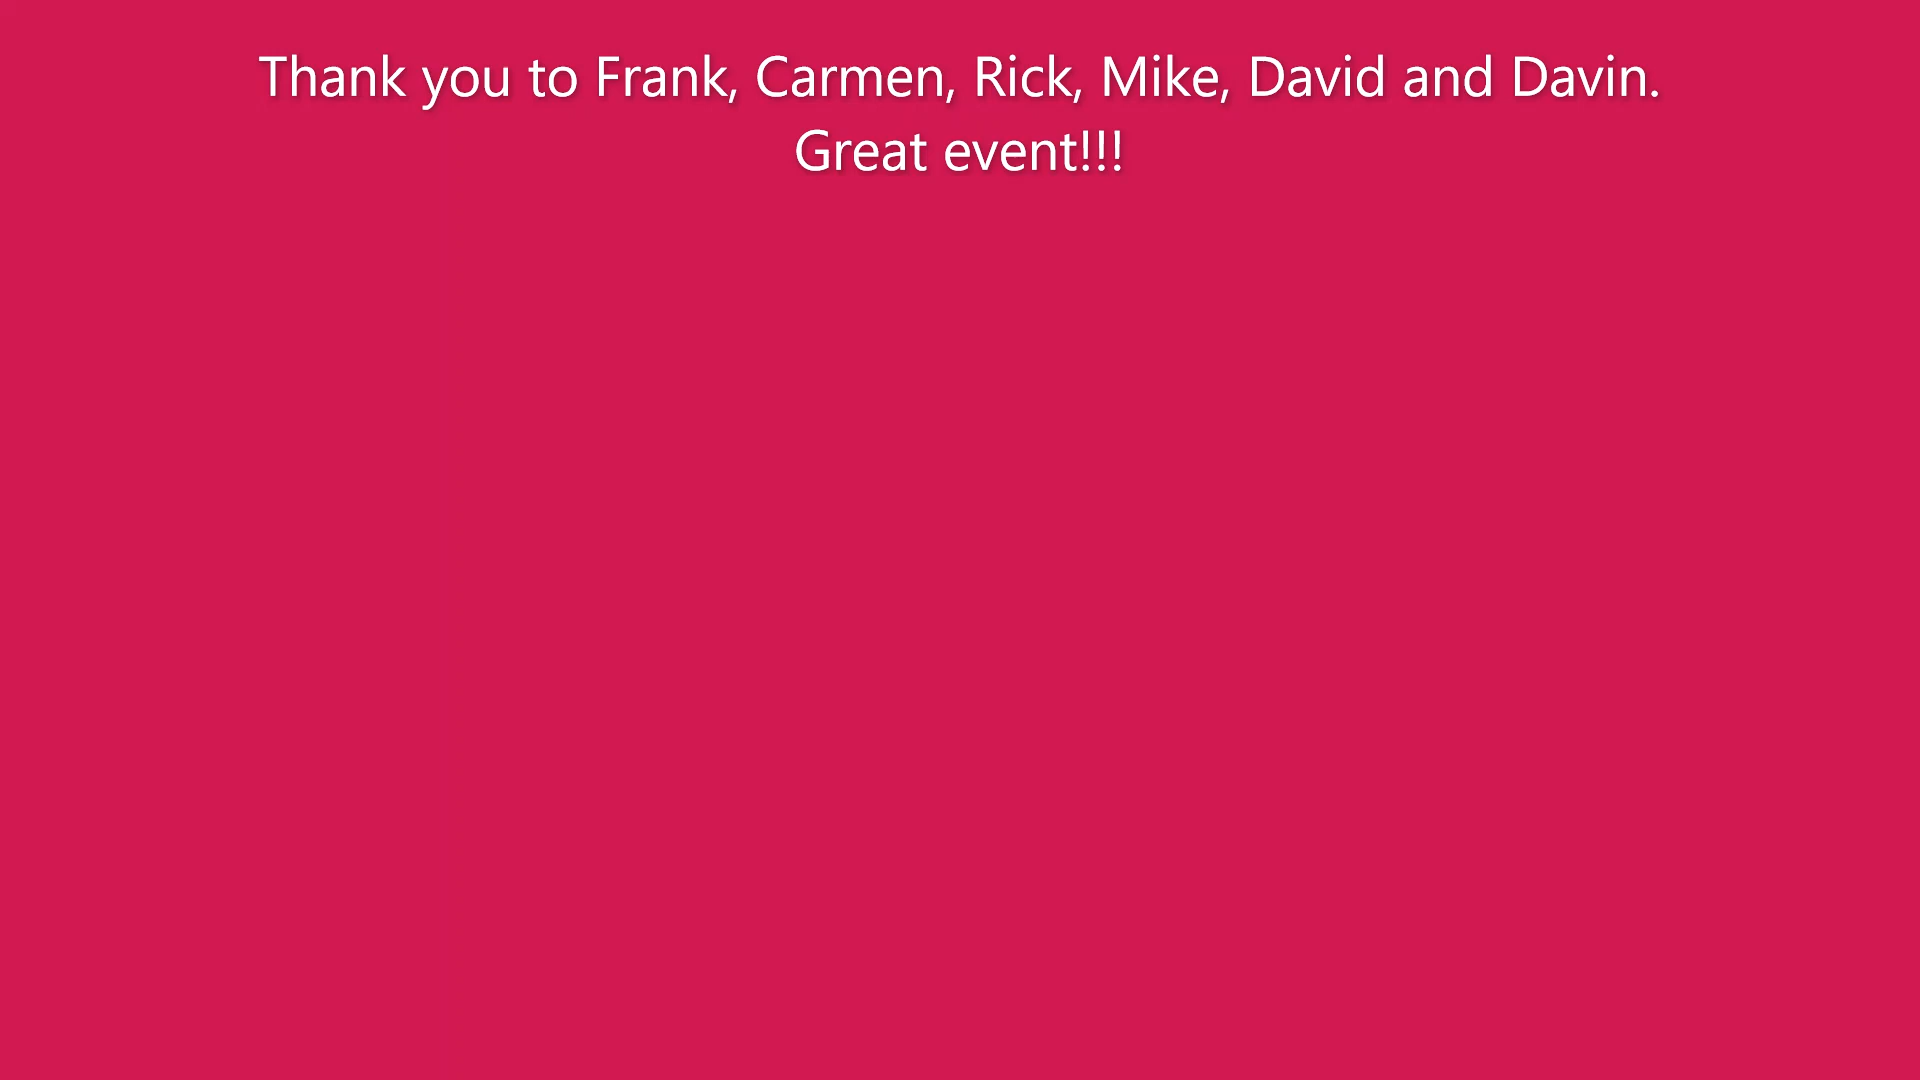 Thank you to Frank, Carmen, Rick, Mike, David and Davin.
Great event!!!